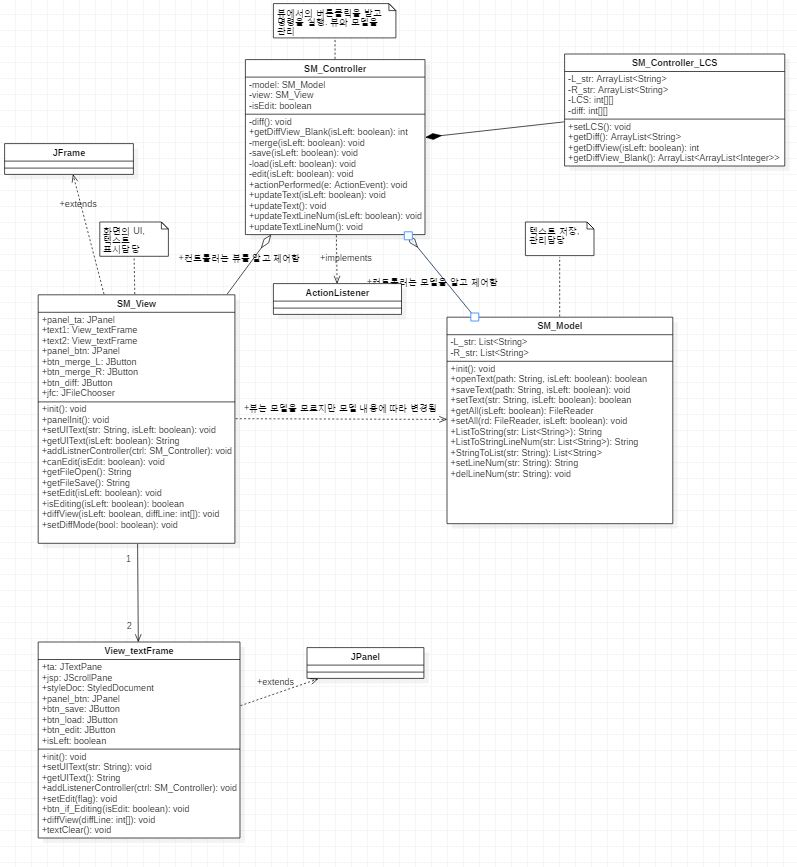 뷰에서의 버튼클릭을 받고
명령을 실행. 뷰와 모델을
관리
SM_Controller
-model: SM_Model
-view: SM_View
-isEdit: boolean
-diff(): void
+getDiffView_Blank(isLeft: boolean): int
-merge(isLeft: boolean): void
-save(isLeft: boolean): void
-load(isLeft: boolean): void
-edit(isLeft: boolean): void
+actionPerformed(e: ActionEvent): void
+updateText(isLeft: boolean): void
+updateText(): void
+updateTextLineNum(isLeft: boolean): void
+updateTextLineNum(): void
SM_Controller_LCS
-L_str: ArrayList<String>
-R_str: ArrayList<String>
-LCS: int[][]
-diff: int[][]
+setLCS(): void
+getDiff(): ArrayList<String>
+getDiffView(isLeft: boolean): int
+getDiffView_Blank(): ArrayList<ArrayList<Integer>>
JFrame
+extends
화면의 UI,
텍스트
표시담당
+컨트롤러는 뷰를 알고 제어함
+implements
ActionListener
+컨트롤러는 모델을 알고 제어함
텍스트 저장,
관리담당
SM_View
+panel_ta: JPanel
+text1: View_textFrame
+text2: View_textFrame
+panel_btn: JPanel
+btn_merge_L: JButton
+btn_merge_R: JButton
+btn_diff: JButton
+jfc: JFileChooser
+init(): void
+panelInit(): void
+setUIText(str: String, isLeft: boolean): void
+getUIText(isLeft: boolean): String
+addListnerController(ctrl: SM_Controller): void
+canEdit(isEdit: boolean): void
+getFileOpen(): String
+getFileSave(): String
+setEdit(isLeft: boolean): void
+isEditing(isLeft: boolean): boolean
+diffView(isLeft: boolean, diffLine: int[]): void
+setDiffMode(bool: boolean): void
+뷰는 모델을 모르지만 모델 내용에 따라 변경됨
SM_Model
-L_str: List<String>
-R_str: List<String>
+init(): void
+openText(path: String, isLeft: boolean): boolean
+saveText(path: String, isLeft: boolean): void
+setText(str: String, isLeft: boolean): boolean
+getAll(isLeft: boolean): FileReader
+setAll(rd: FileReader, isLeft: boolean): void
+ListToString(str: List<String>): String
+ListToStringLineNum(str: List<String>): String
+StringToList(str: String): List<String>
+setLineNum(str: String): String
+delLineNum(str: String): void
1
2
View_textFrame
+ta: JTextPane
+jsp: JScrollPane
+styleDoc: StyledDocument
+panel_btn: JPanel
+btn_save: JButton
+btn_load: JButton
+btn_edit: JButton
+isLeft: boolean
+init(): void
+setUIText(str: String): void
+getUIText(): String
+addListenerController(ctrl: SM_Controller): void
+setEdit(flag): void
+btn_if_Editing(isEdit: boolean): void
+diffView(diffLine: int[]): void
+textClear(): void
+extends
JPanel